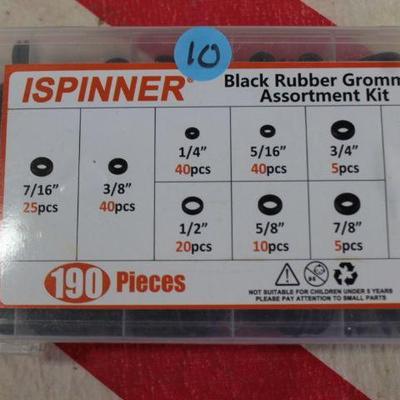 10
ISPINNER®
Black Rubber Gromm
Assortment Kit
7/16"
25pcs
3/8"
40pcs
1/4"
40pcs
5/16"
40pcs
3/4"
5pcs
1/2"
20pcs
5/8"
10pcs
7/8"
5pcs
190 Pieces
NOT SUITABLE FOR CHILDREN UNDER 5 YEARS
PLEASE PAY ATTENTION TO SMALL PARTS